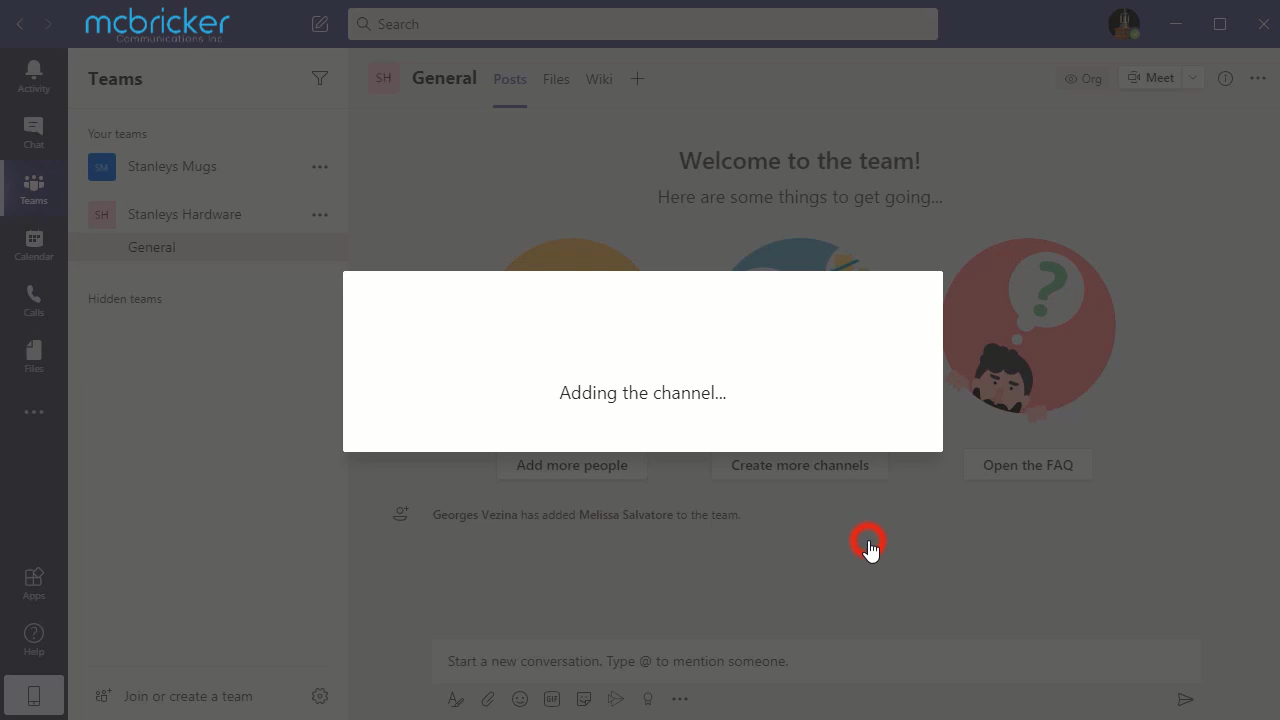 mcbricker
Communications Inc
Search
Activity
Chat
Teams
Calendar
Calls
Files
Apps
Help
Teams
Your teams
SM Stanleys Mugs
SH Stanleys Hardware
General
Hidden teams
Join or create a team
SH General Posts Files Wiki
Org Meet
Welcome to the team!
Here are some things to get going...
Adding the channel...
Add more people
Create more channels
Open the FAQ
Georges Vezina has added Melissa Salvatore to the team.
Start a new conversation. Type @ to mention someone.
GIF